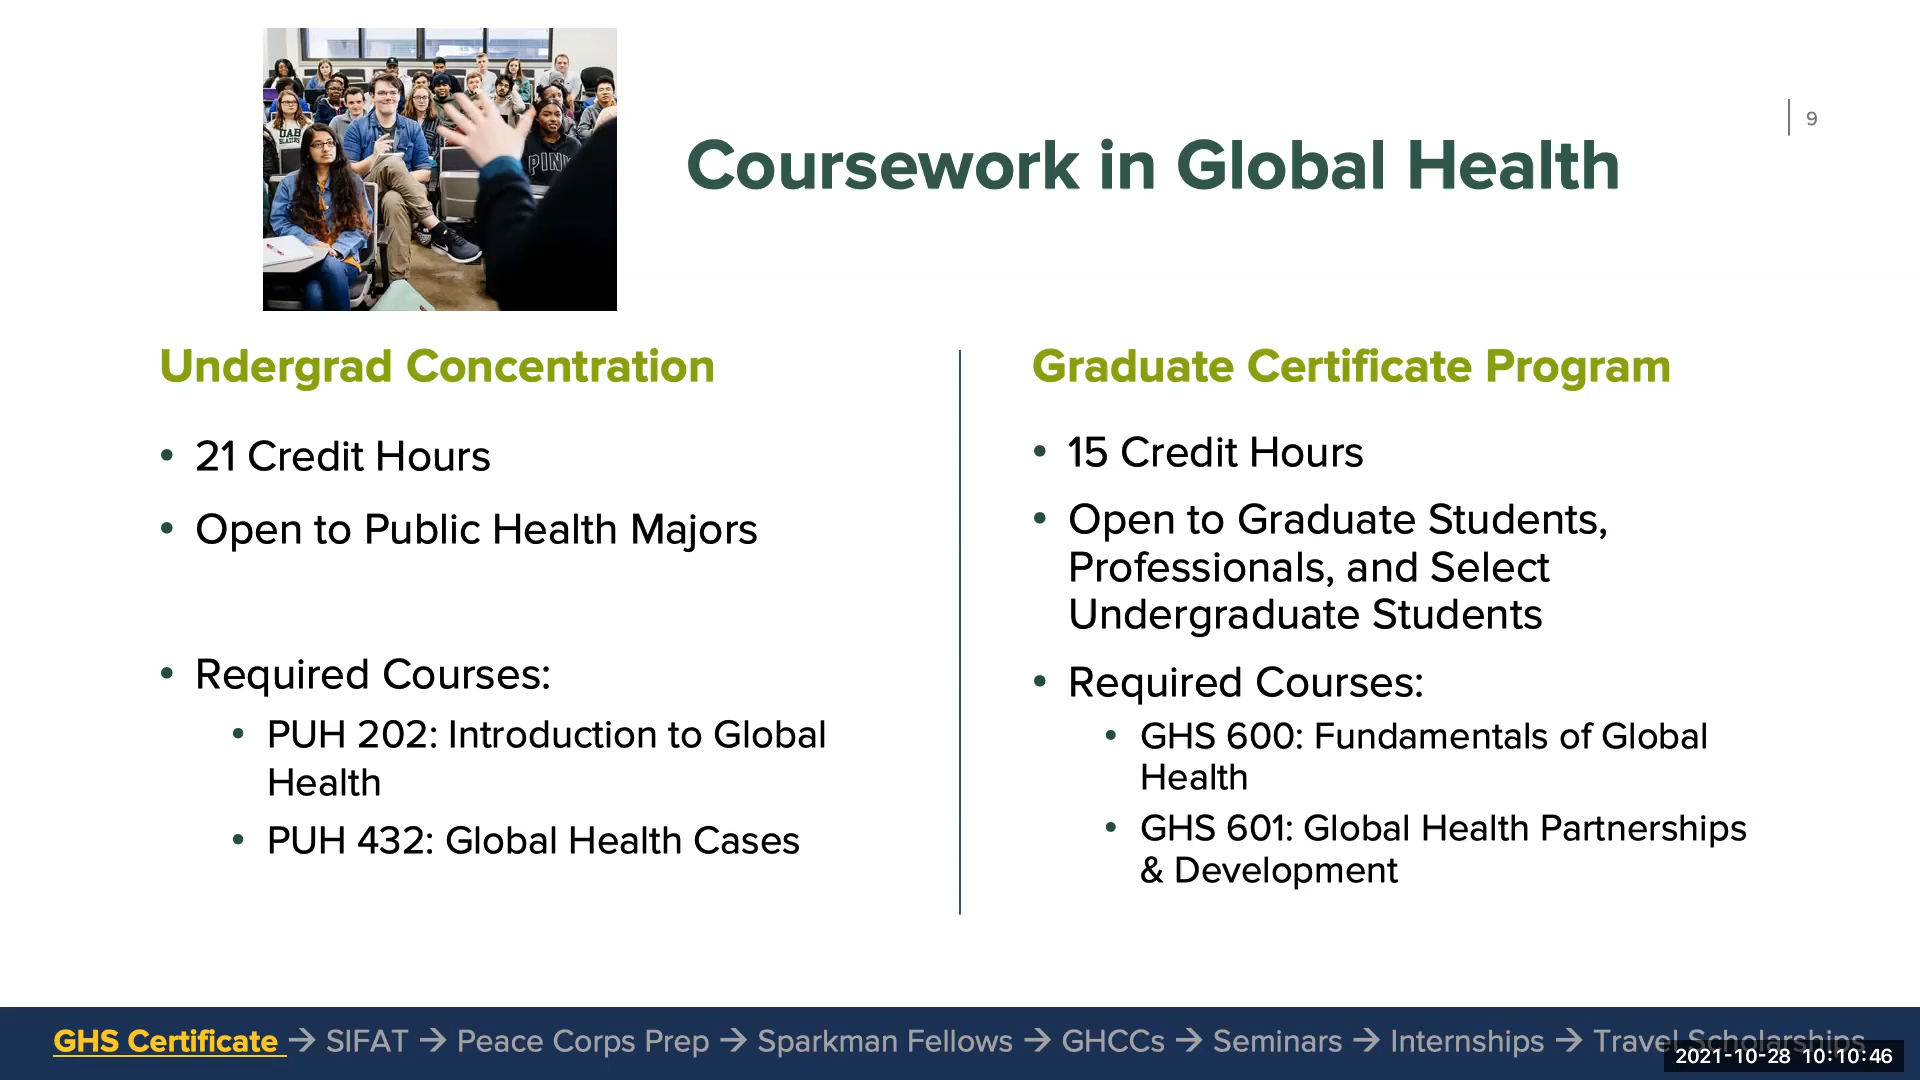 UAB
BLAZERS
PINK
9
Coursework in Global Health
Undergrad Concentration
• 21 Credit Hours
• Open to Public Health Majors
• Required Courses:
• PUH 202: Introduction to Global
Health
• PUH 432: Global Health Cases
Graduate Certificate Program
• 15 Credit Hours
• Open to Graduate Students,
Professionals, and Select
Undergraduate Students
• Required Courses:
• GHS 600: Fundamentals of Global
Health
• GHS 601: Global Health Partnerships
& Development
GHS Certificate → SIFAT → Peace Corps Prep → Sparkman Fellows → GHCCs → Seminars → Internships → Travel Scholarships
2021-10-28 10:10:46